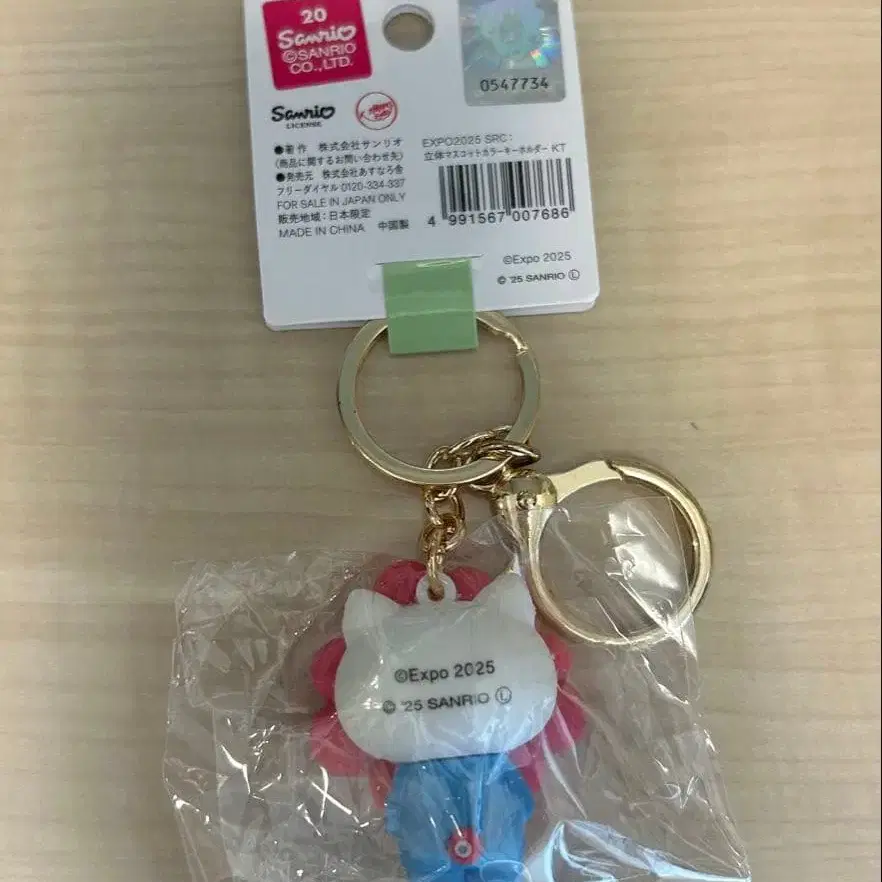 20
Sanrio
©SANRIO
CO.,LTD.
0547734
Sanrio
LICENSE
●著作 株式会社サンリオ
(商品に関するお問い合わせ先)
●発売元 株式会社あすなろ舎
フリーダイヤル 0120-334-337
FOR SALE IN JAPAN ONLY
販売地域:日本限定
MADE IN CHINA 中国製
EXPO2025 SRC:
立体マスコットカラーキーホルダー KT
4 991567 007686
©Expo 2025
© '25 SANRIO Ⓛ
©Expo 2025
© '25 SANRIO Ⓛ